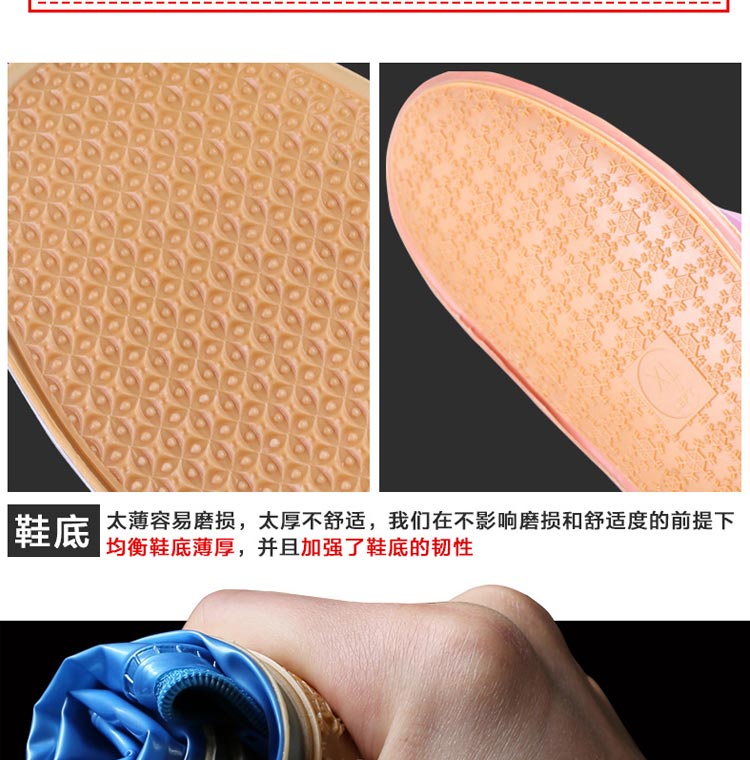 XL
鞋底
太薄容易磨损，太厚不舒适，我们在不影响磨损和舒适度的前提下
均衡鞋底薄厚，并且加强了鞋底的韧性